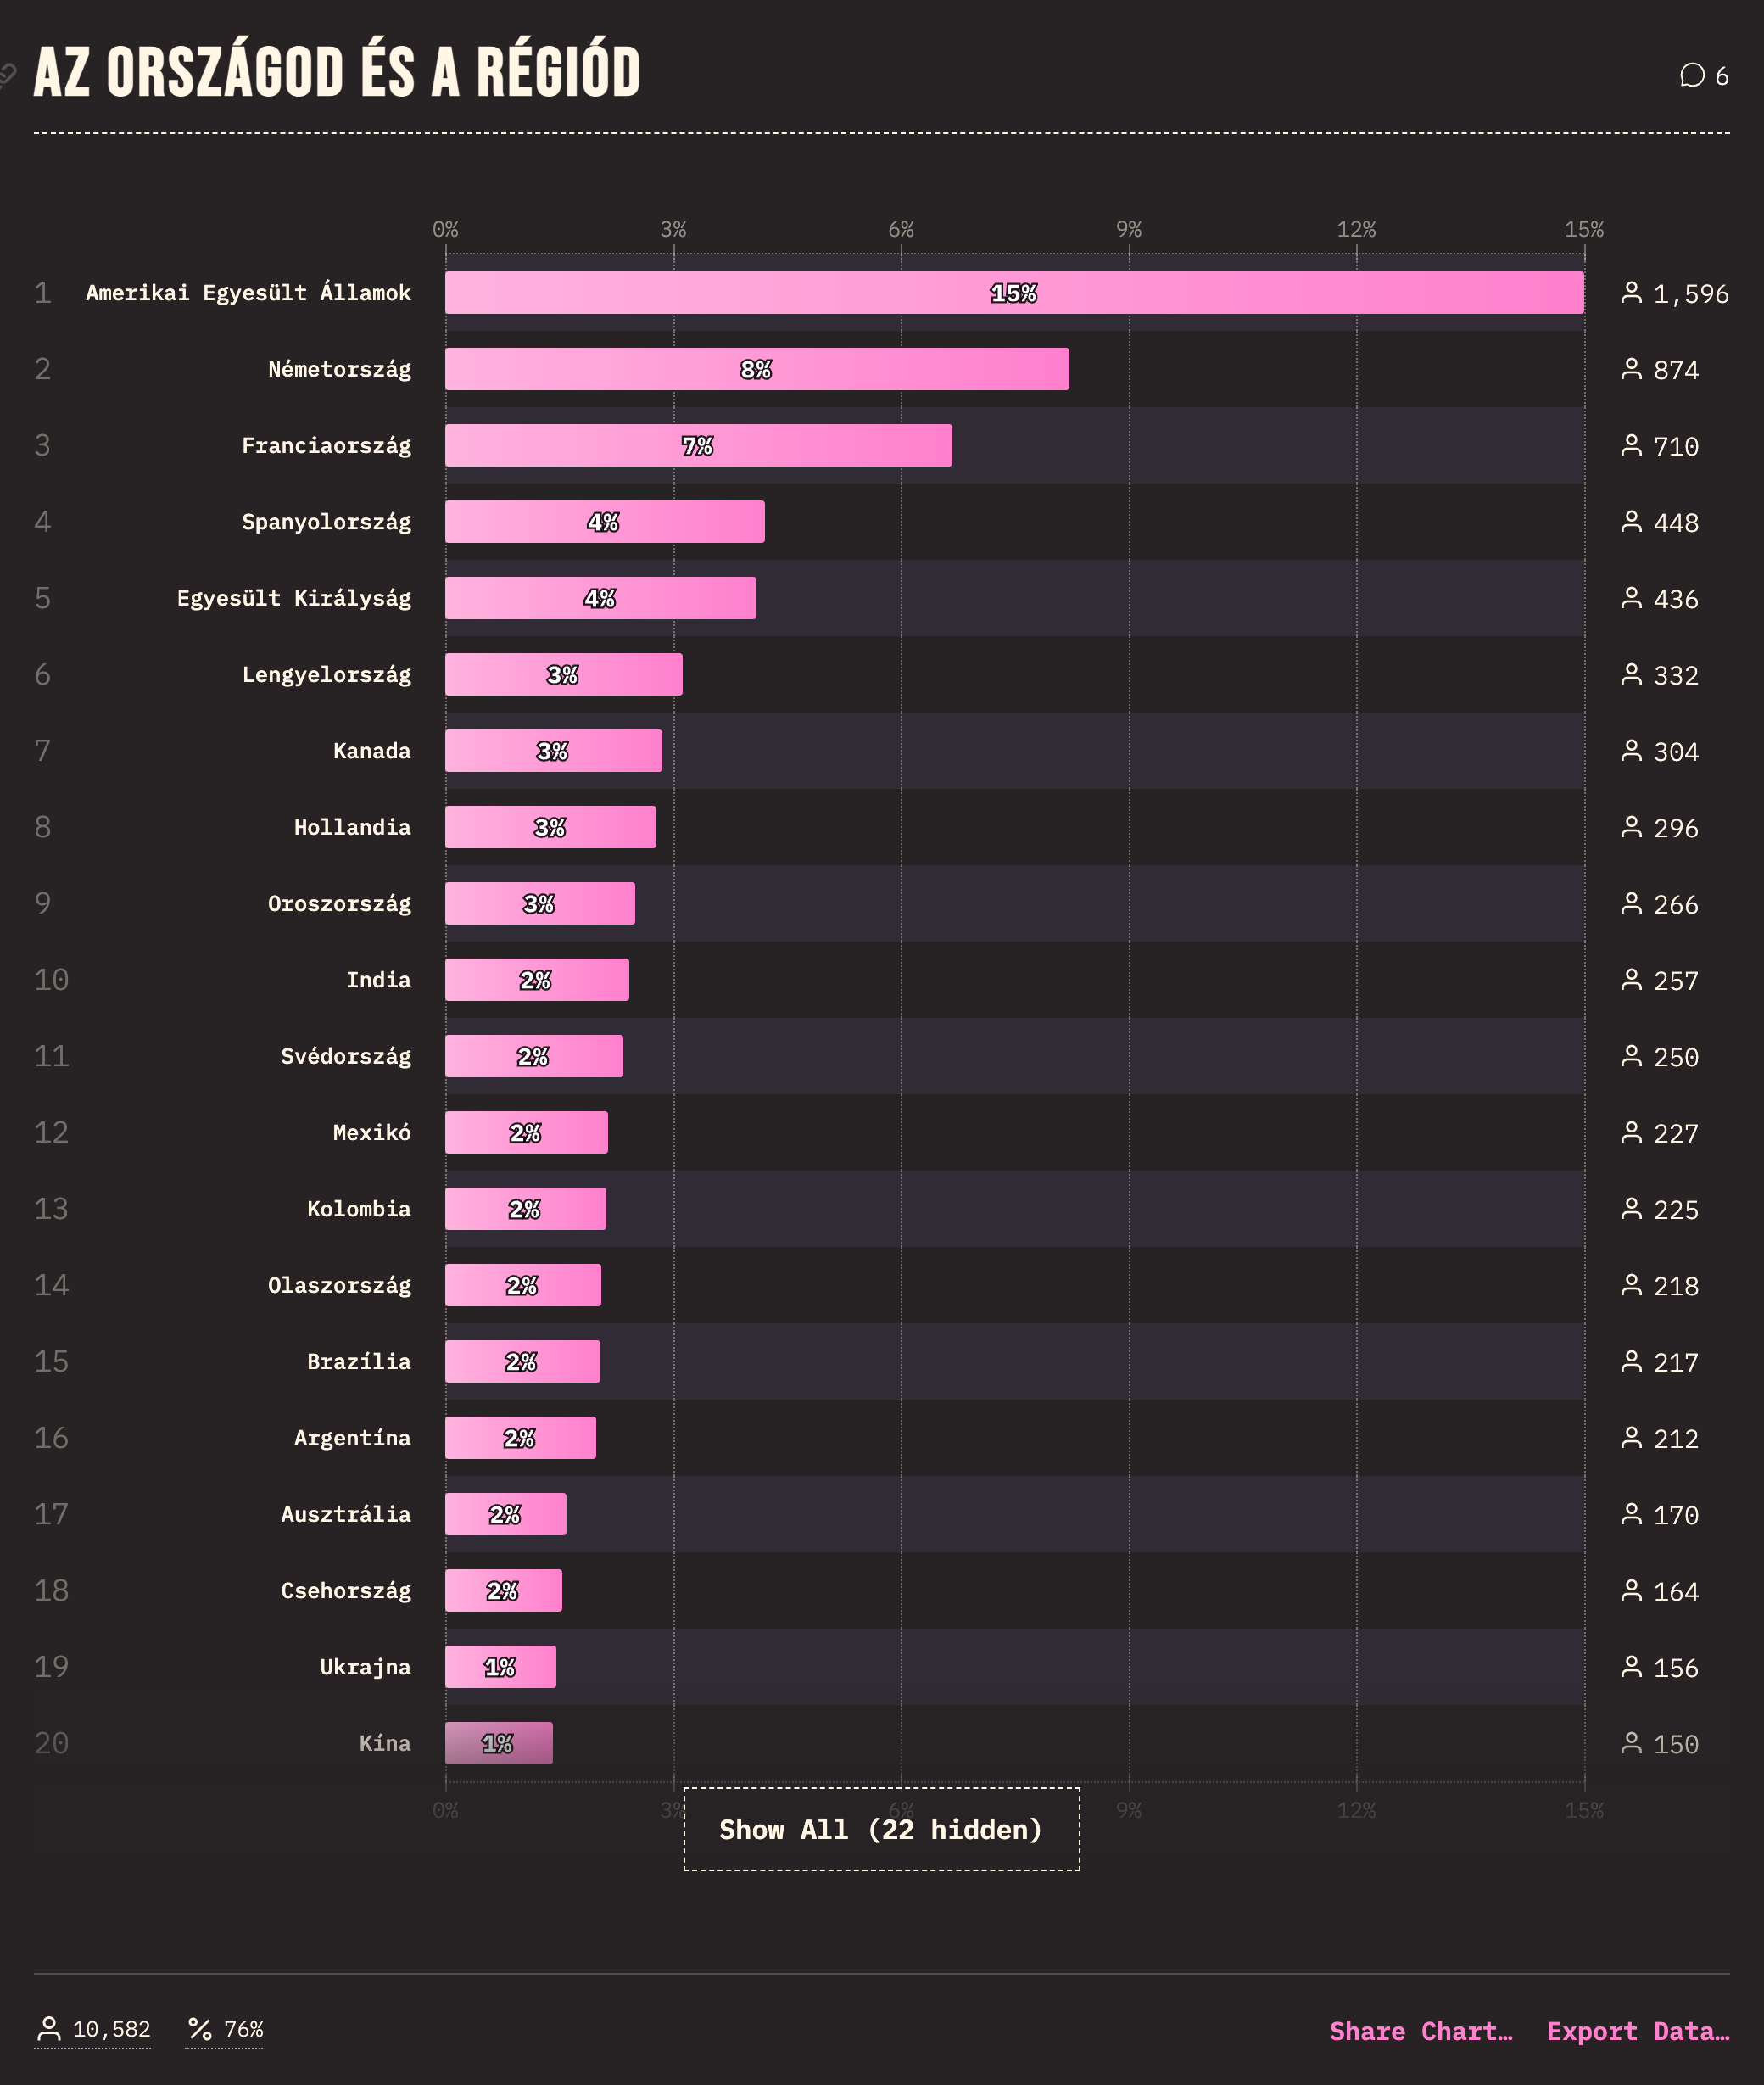 AZ ORSZÁGOD ÉS A RÉGIÓD
6
0% 3% 6% 9% 12% 15%
1 Amerikai Egyesült Államok 15% 1,596
2 Németország 8% 874
3 Franciaország 7% 710
4 Spanyolország 4% 448
5 Egyesült Királyság 4% 436
6 Lengyelország 3% 332
7 Kanada 3% 304
8 Hollandia 3% 296
9 Oroszország 3% 266
10 India 2% 257
11 Svédország 2% 250
12 Mexikó 2% 227
13 Kolombia 2% 225
14 Olaszország 2% 218
15 Brazília 2% 217
16 Argentína 2% 212
17 Ausztrália 2% 170
18 Csehország 2% 164
19 Ukrajna 1% 156
20 Kína 1% 150
0% 3% 6% 9% 12% 15%
Show All (22 hidden)
10,582 % 76% Share Chart… Export Data…